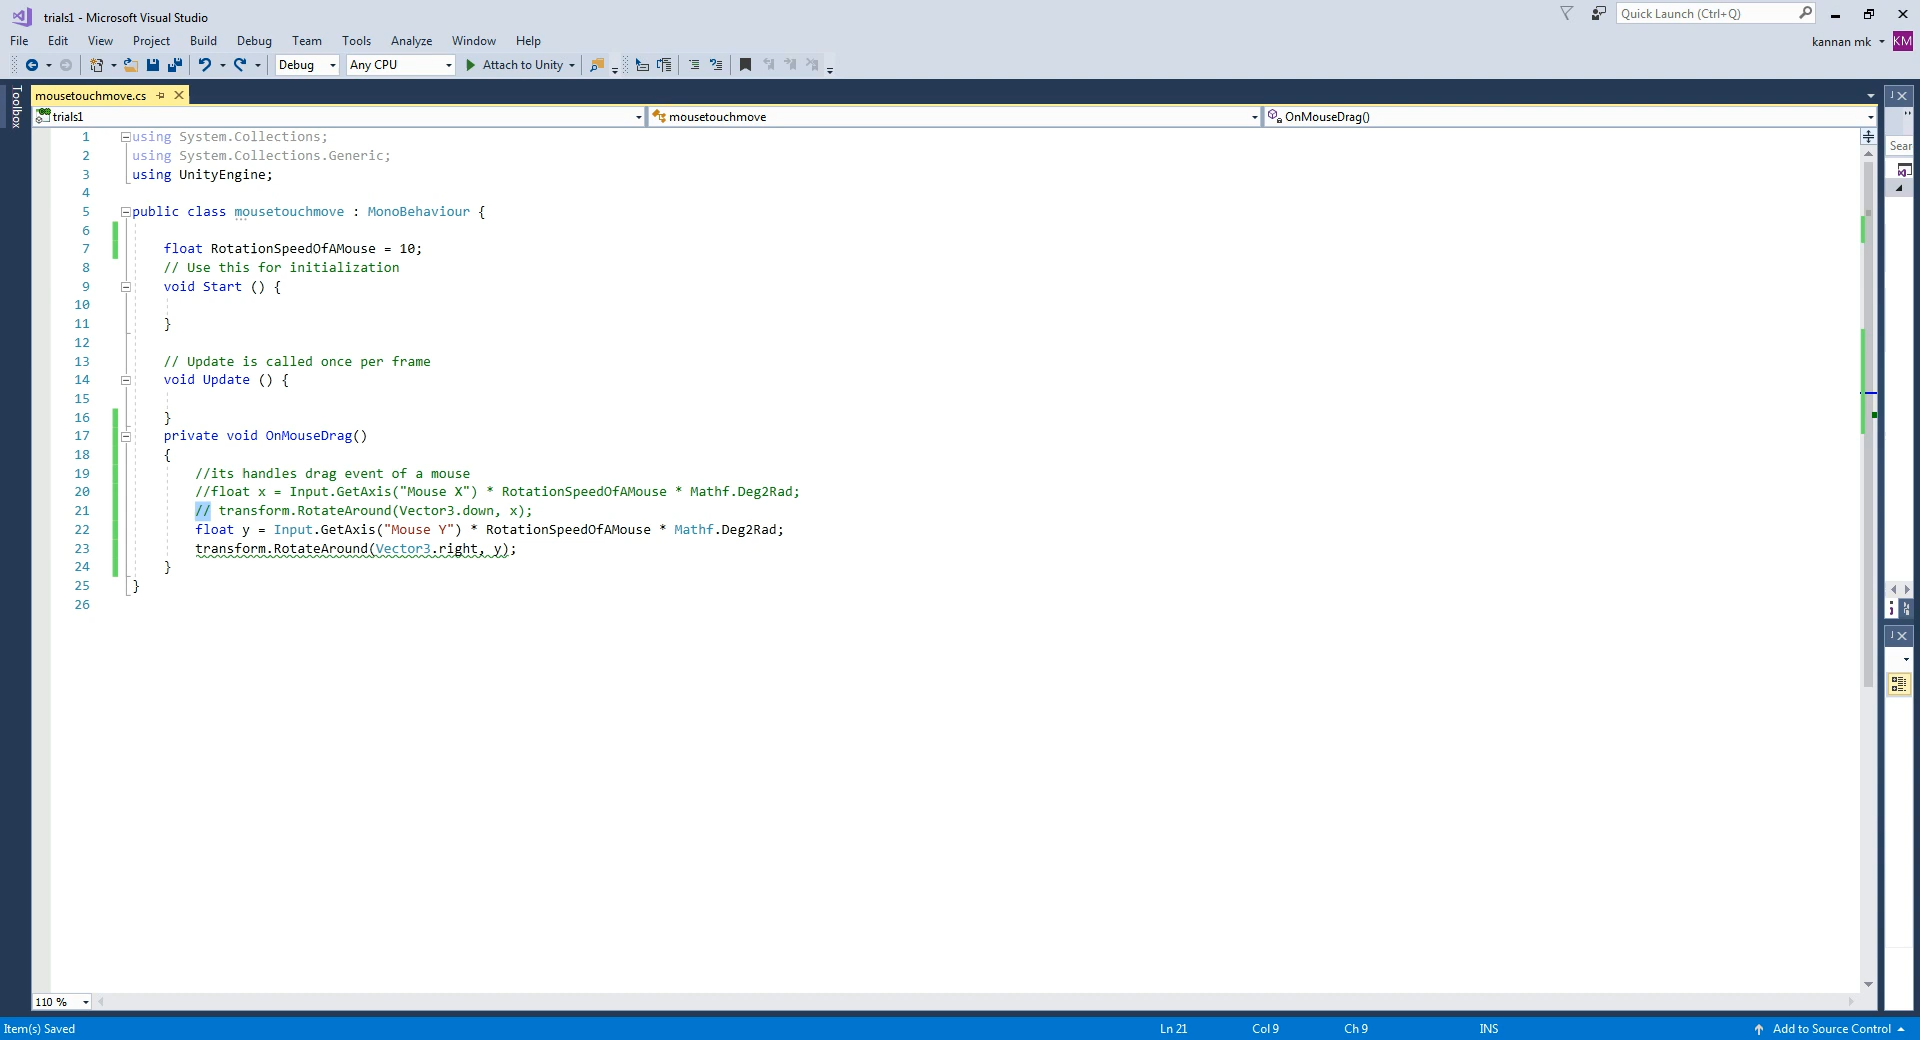 trials1 - Microsoft Visual Studio
Quick Launch (Ctrl+Q)
File Edit View Project Build Debug Team Tools Analyze Window Help
kannan mk KM
Debug Any CPU Attach to Unity
Toolbox
mousetouchmove.cs
trials1 mousetouchmove OnMouseDrag()
Sear
1 using System.Collections;
2 using System.Collections.Generic;
3 using UnityEngine;
4
5 public class mousetouchmove : MonoBehaviour {
6
7 float RotationSpeedOfAMouse = 10;
8 // Use this for initialization
9 void Start () {
10
11 }
12
13 // Update is called once per frame
14 void Update () {
15
16 }
17 private void OnMouseDrag()
18 {
19 //its handles drag event of a mouse
20 //float x = Input.GetAxis("Mouse X") * RotationSpeedOfAMouse * Mathf.Deg2Rad;
21 // transform.RotateAround(Vector3.down, x);
22 float y = Input.GetAxis("Mouse Y") * RotationSpeedOfAMouse * Mathf.Deg2Rad;
23 transform.RotateAround(Vector3.right, y);
24 }
25 }
26
110 %
Item(s) Saved Ln 21 Col 9 Ch 9 INS Add to Source Control